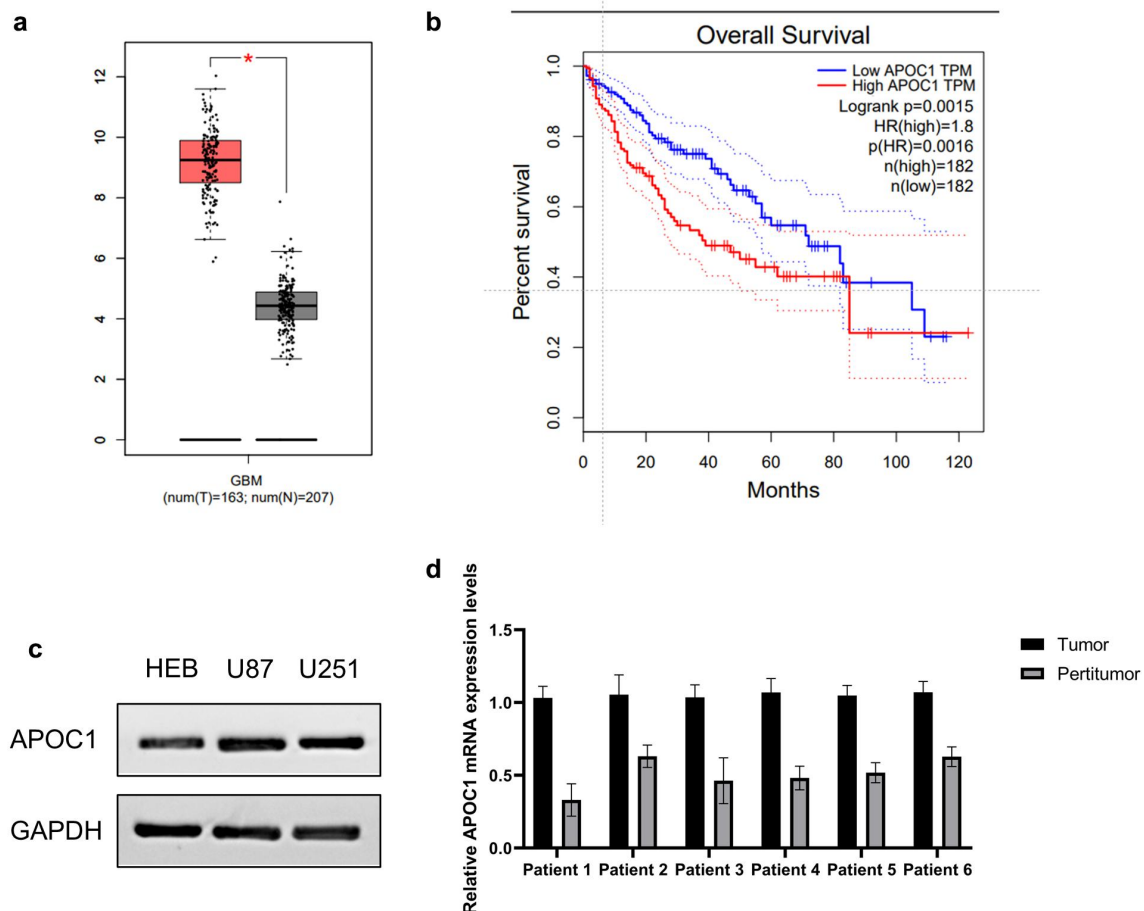 a
*
12
10
8
6
4
2
0
GBM
(num(T)=163; num(N)=207)
b
Overall Survival
Low APOC1 TPM
High APOC1 TPM
Logrank p=0.0015
HR(high)=1.8
p(HR)=0.0016
n(high)=182
n(low)=182
Percent survival
1.0
0.8
0.6
0.4
0.2
0.0
0 20 40 60 80 100 120
Months
c
HEB U87 U251
APOC1
GAPDH
d
Relative APOC1 mRNA expression levels
1.5
1.0
0.5
0.0
Patient 1 Patient 2 Patient 3 Patient 4 Patient 5 Patient 6
Tumor
Pertitumor